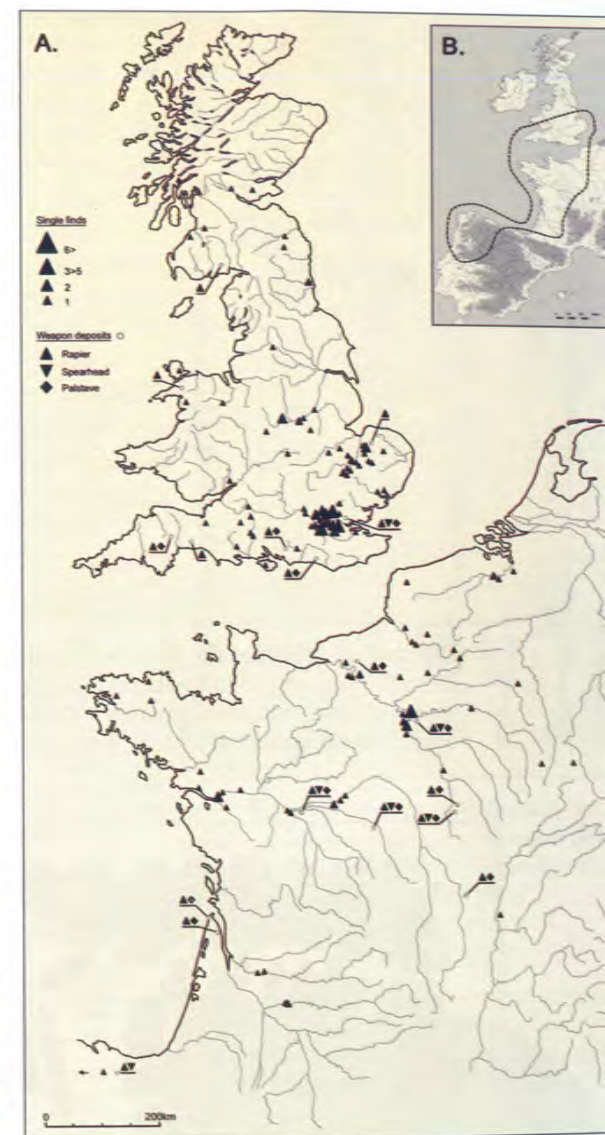 A.
B.
Single finds
6>
3>5
2
1
Weapon deposits
Rapier
Spearhead
Palstave
0
200km